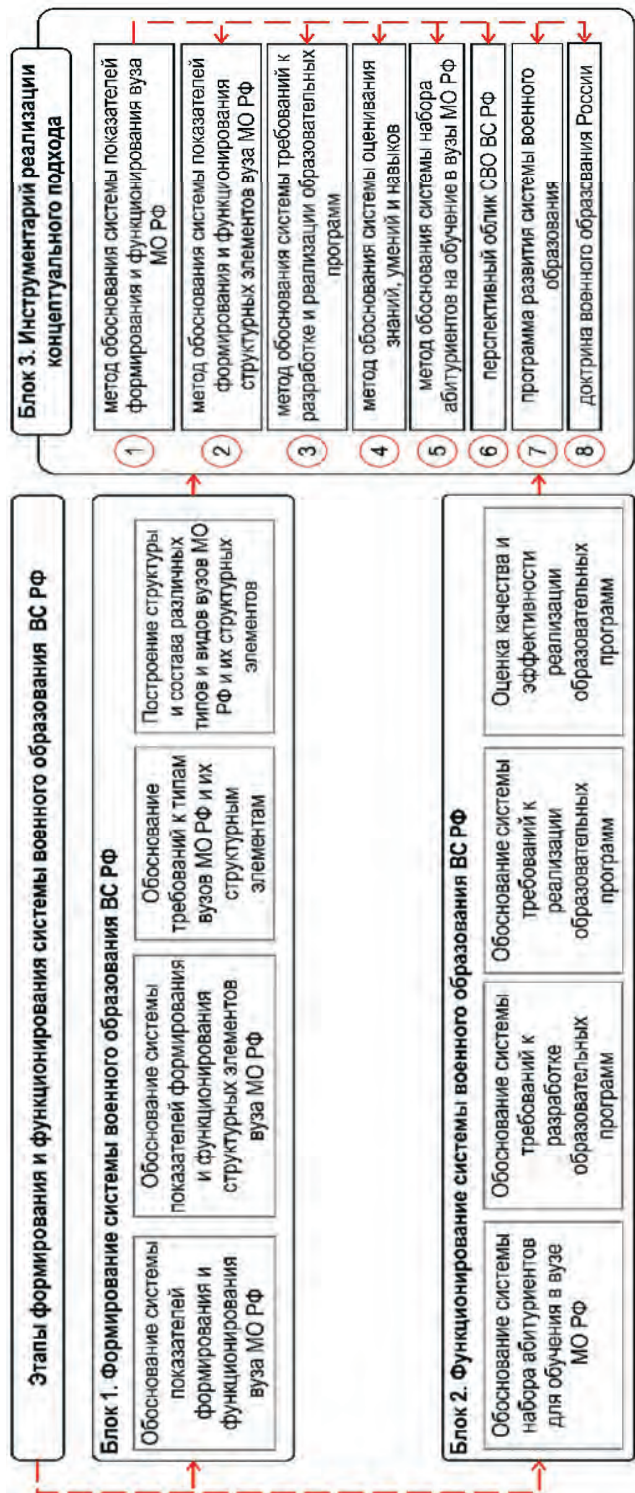 Этапы формирования и функционирования системы военного образования ВС РФ
Блок 1. Формирование системы военного образования ВС РФ
Обоснование системы
показателей
формирования и
функционирования
вуза МО РФ
Обоснование системы
показателей формирования
и функционирования
структурных элементов
вуза МО РФ
Обоснование
требований к типам
вузов МО РФ и их
структурным
элементам
Построение структуры
и состава различных
типов и видов вузов МО
РФ и их структурных
элементов
Блок 2. Функционирование системы военного образования ВС РФ
Обоснование системы
набора абитуриентов
для обучения в вузе
МО РФ
Обоснование системы
требований к
разработке
образовательных
программ
Обоснование системы
требований к
реализации
образовательных
программ
Оценка качества и
эффективности
реализации
образовательных
программ
Блок 3. Инструментарий реализации
концептуального подхода
1
метод обоснования системы показателей
формирования и функционирования вуза
МО РФ
2
метод обоснования системы показателей
формирования и функционирования
структурных элементов вуза МО РФ
3
метод обоснования системы требований к
разработке и реализации образовательных
программ
4
метод обоснования системы оценивания
знаний, умений и навыков
5
метод обоснования системы набора
абитуриентов на обучение в вузы МО РФ
6
перспективный облик СВО ВС РФ
7
программа развития системы военного
образования
8
доктрина военного образования России